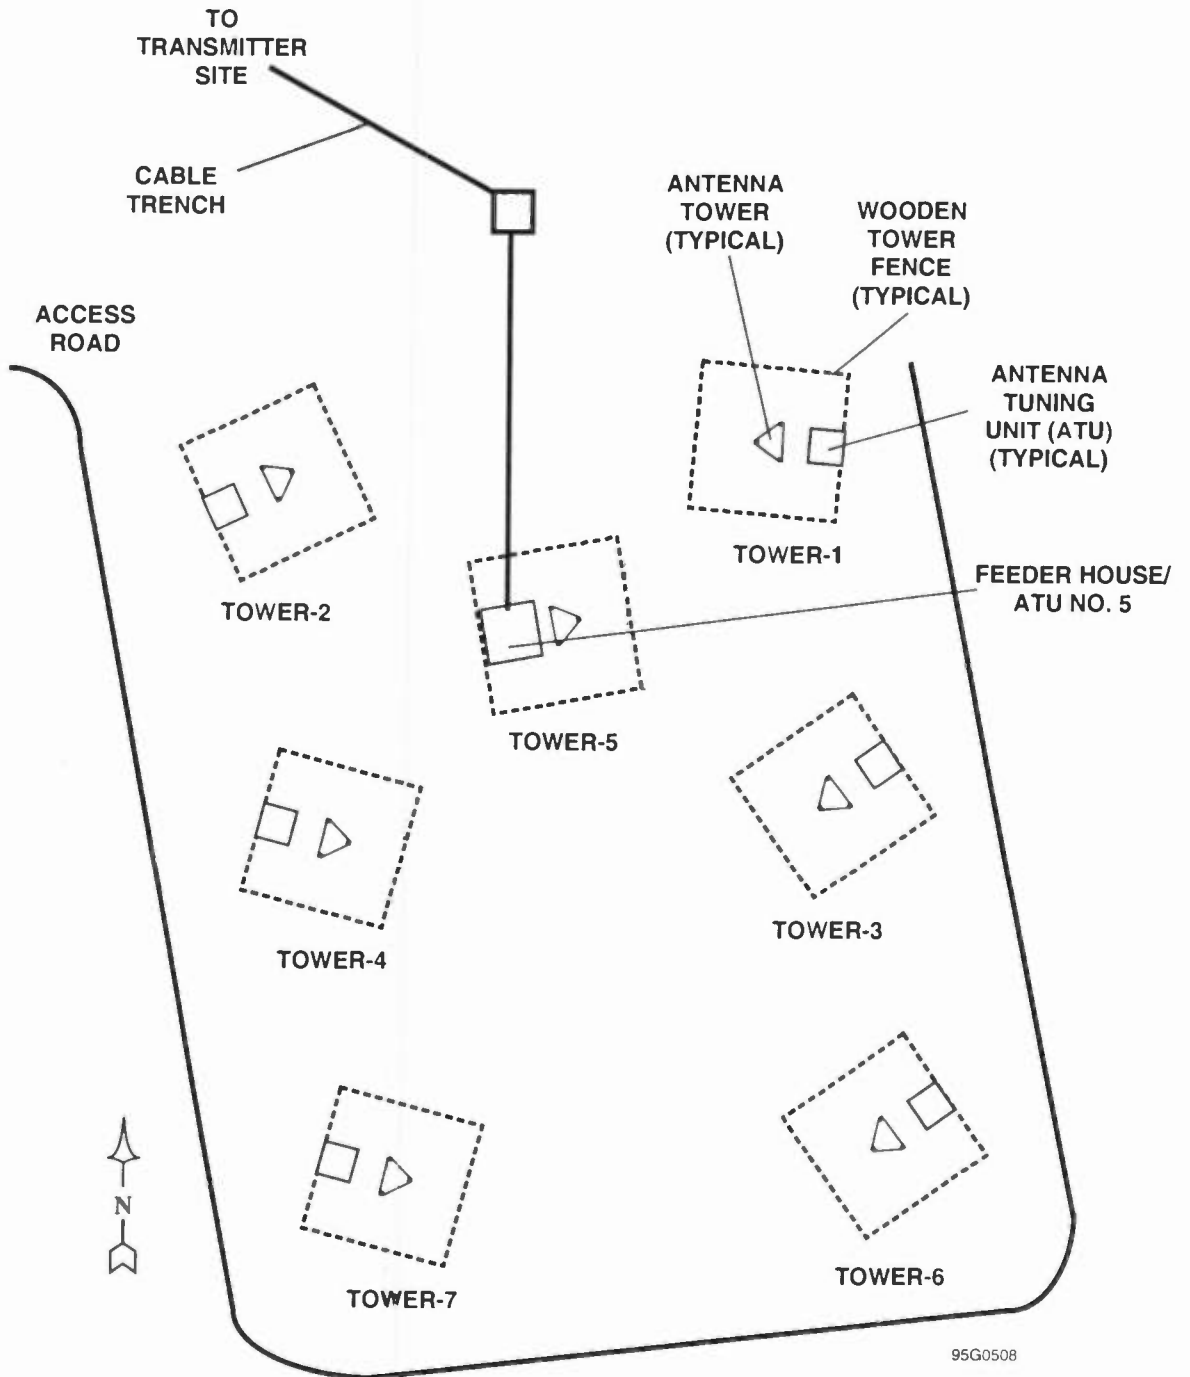 TO
TRANSMITTER
SITE
CABLE
TRENCH
ANTENNA
TOWER
(TYPICAL)
WOODEN
TOWER
FENCE
(TYPICAL)
ACCESS
ROAD
ANTENNA
TUNING
UNIT (ATU)
(TYPICAL)
TOWER-1
TOWER-2
FEEDER HOUSE/
ATU NO. 5
TOWER-5
TOWER-3
TOWER-4
N
TOWER-6
TOWER-7
95G0508